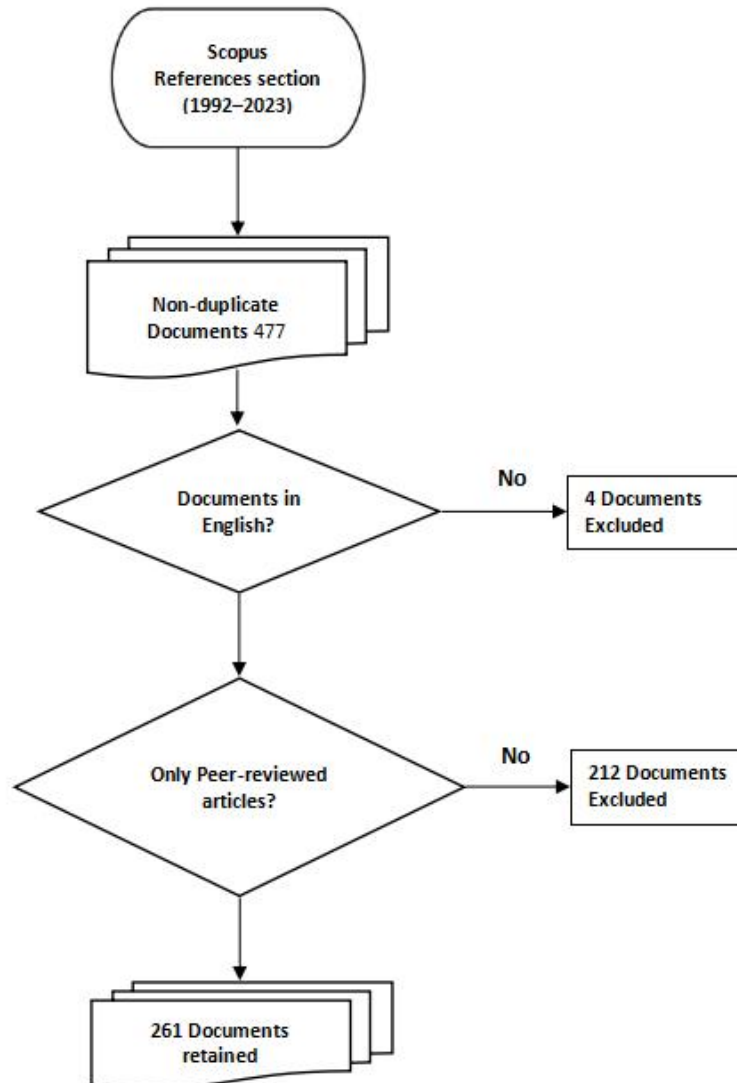 Scopus
References section
(1992–2023)
Non-duplicate
Documents 477
Documents in
English?
No
4 Documents
Excluded
Only Peer-reviewed
articles?
No
212 Documents
Excluded
261 Documents
retained